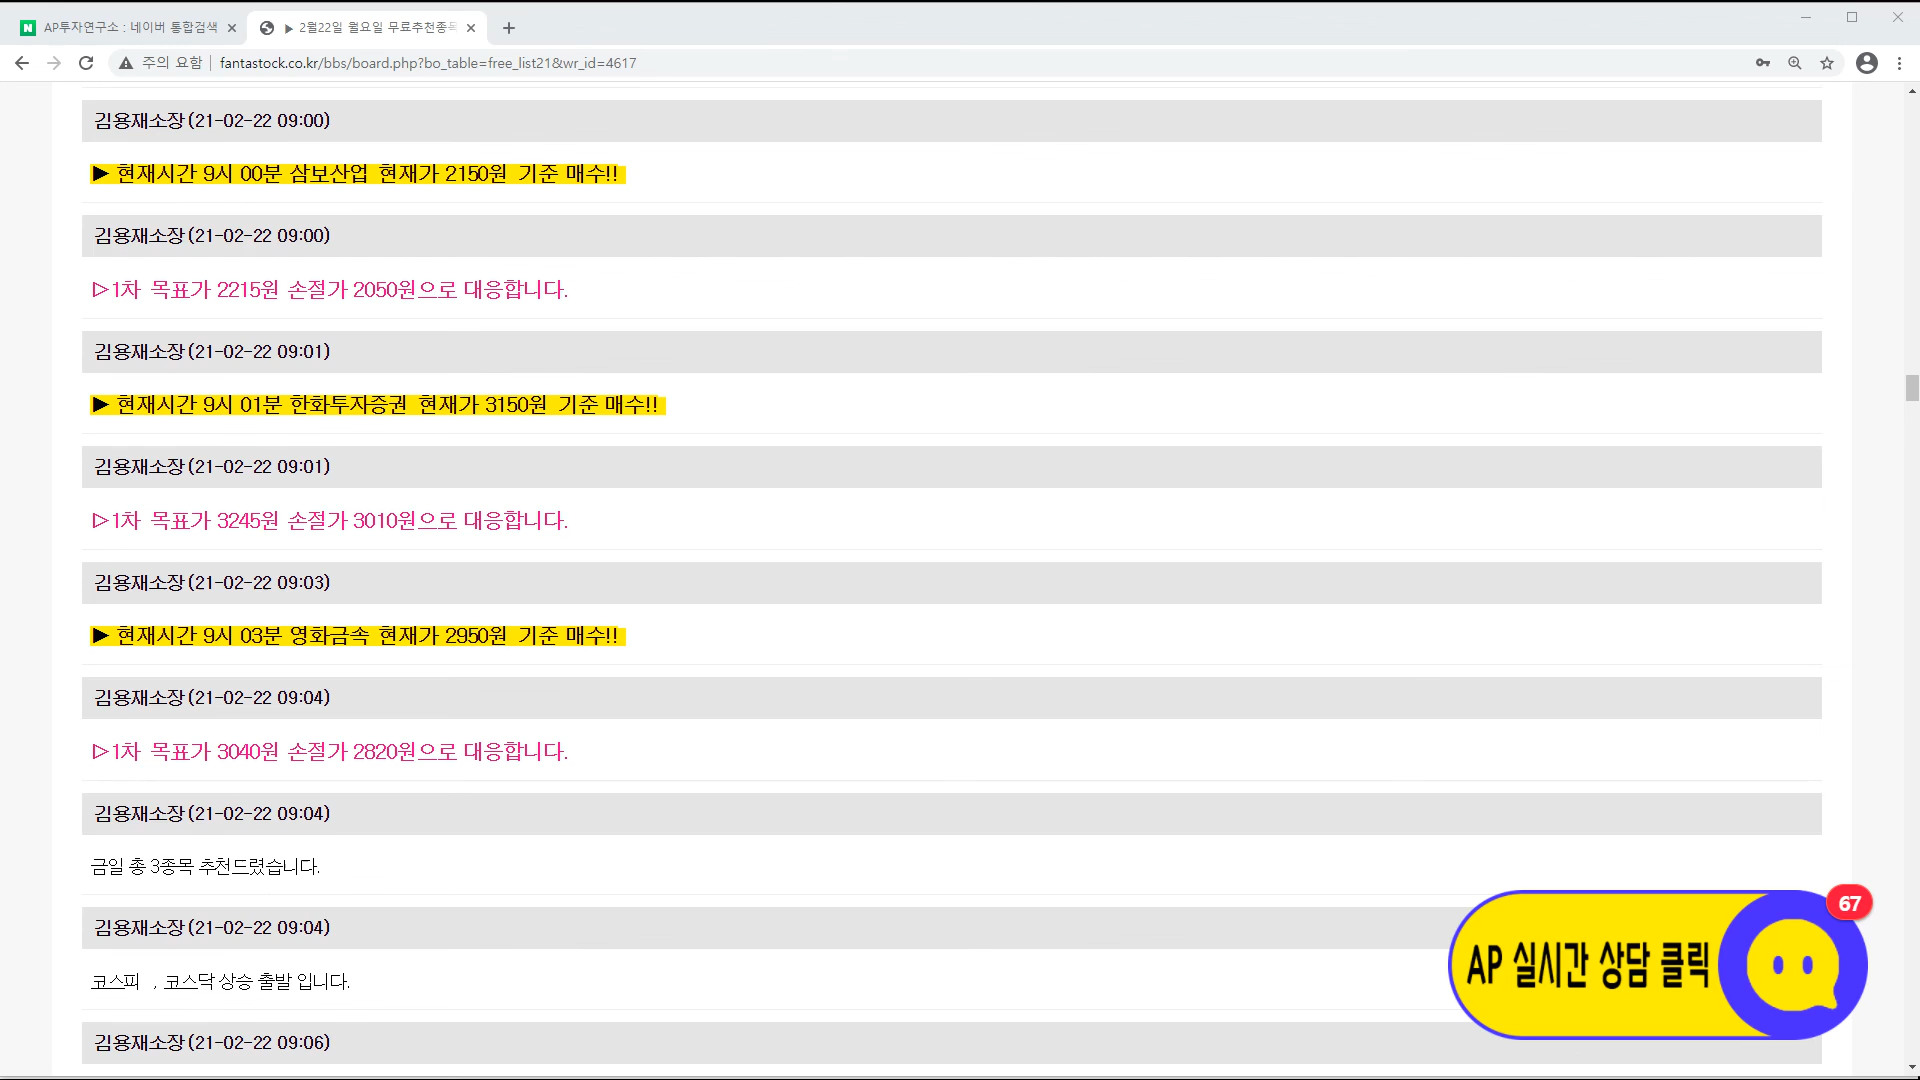 AP투자연구소 : 네이버 통합검색
▶ 2월22일 월요일 무료추천종목
주의 요함 | fantastock.co.kr/bbs/board.php?bo_table=free_list21&wr_id=4617
김용재소장(21-02-22 09:00)
▶ 현재시간 9시 00분 삼보산업 현재가 2150원 기준 매수!!
김용재소장(21-02-22 09:00)
▷1차 목표가 2215원 손절가 2050원으로 대응합니다.
김용재소장(21-02-22 09:01)
▶ 현재시간 9시 01분 한화투자증권 현재가 3150원 기준 매수!!
김용재소장(21-02-22 09:01)
▷1차 목표가 3245원 손절가 3010원으로 대응합니다.
김용재소장(21-02-22 09:03)
▶ 현재시간 9시 03분 영화금속 현재가 2950원 기준 매수!!
김용재소장(21-02-22 09:04)
▷1차 목표가 3040원 손절가 2820원으로 대응합니다.
김용재소장(21-02-22 09:04)
금일 총 3종목 추천드렸습니다.
김용재소장(21-02-22 09:04)
코스피 , 코스닥 상승 출발 입니다.
김용재소장(21-02-22 09:06)
67
AP 실시간 상담 클릭